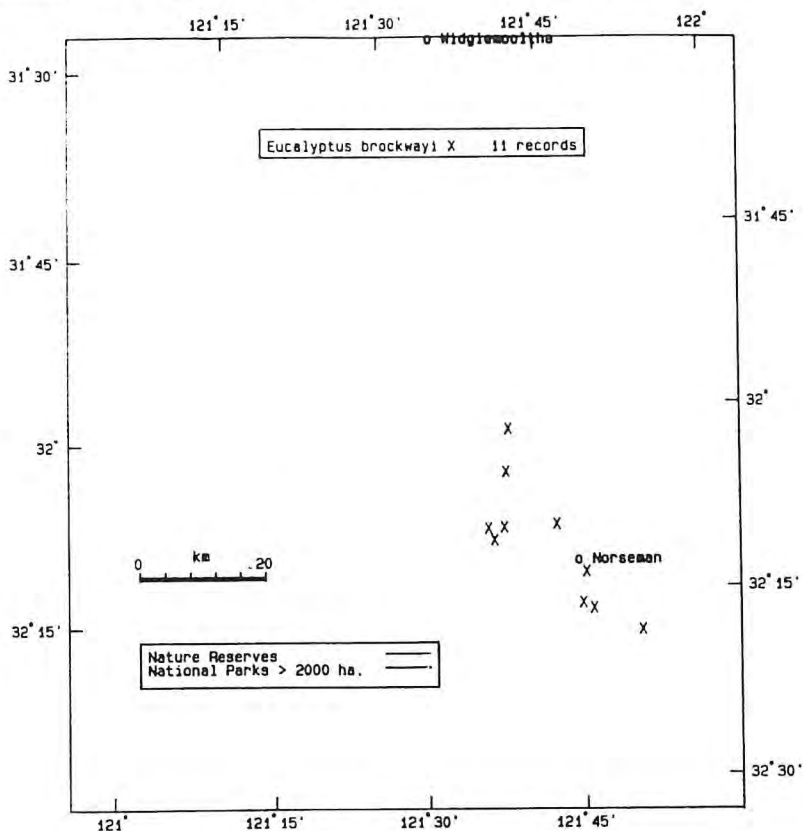 121° 15'
121° 30'
121° 45'
122°
o Widgiemooltha
31° 30'
Eucalyptus brockwayi X 11 records
31° 45'
31° 45'
32°
32°
km
0 20
o Norseman
32° 15'
32° 15'
Nature Reserves
National Parks > 2000 ha.
32° 30'
121°
121° 15'
121° 30'
121° 45'